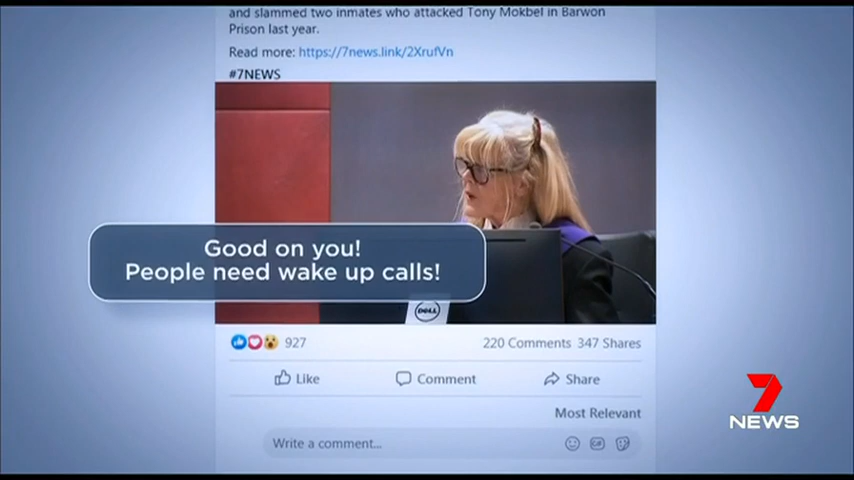 and slammed two inmates who attacked Tony Mokbel in Barwon
Prison last year.
Read more: https://7news.link/2XrufVn
#7NEWS
Good on you!
People need wake up calls!
DELL
927
220 Comments 347 Shares
Like
Comment
Share
Most Relevant
Write a comment...
GIF
7
NEWS